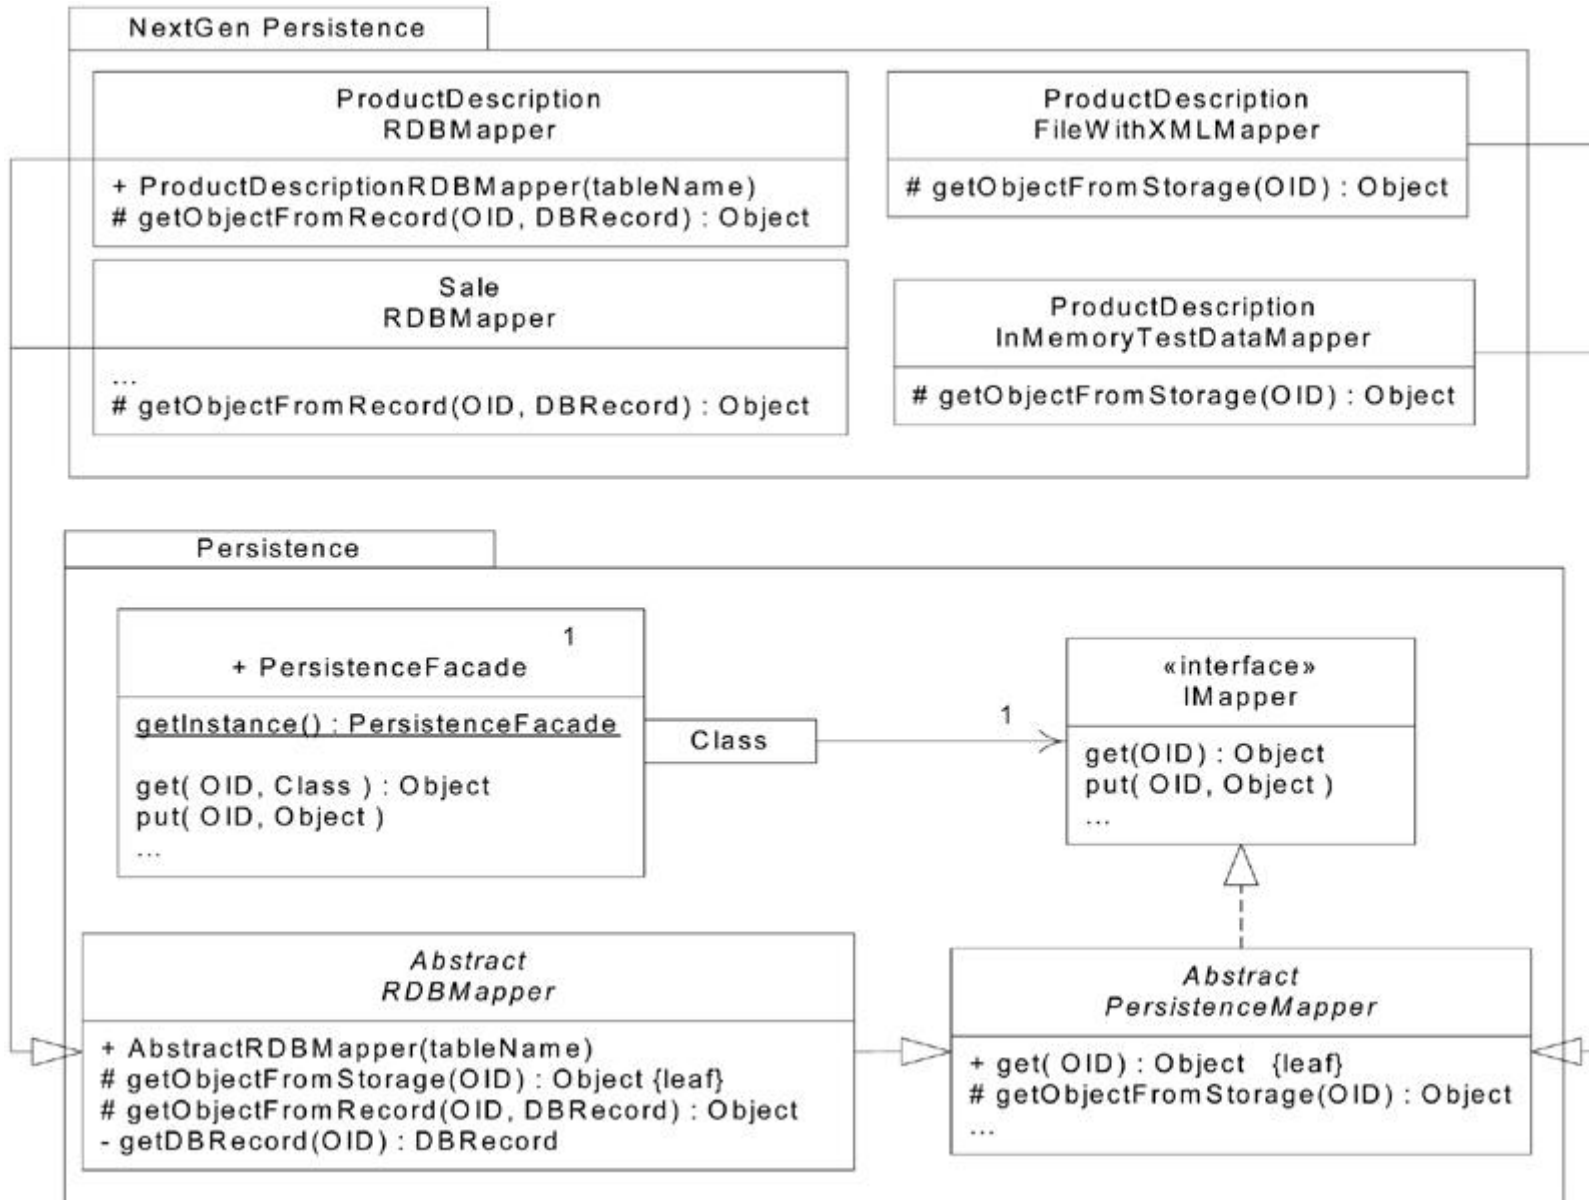 NextGen Persistence
ProductDescription
RDBMapper
+ ProductDescriptionRDBMapper(tableName)
# getObjectFromRecord(OID, DBRecord) : Object
ProductDescription
FileWithXMLMapper
# getObjectFromStorage(OID) : Object
Sale
RDBMapper
...
# getObjectFromRecord(OID, DBRecord) : Object
ProductDescription
InMemoryTestDataMapper
# getObjectFromStorage(OID) : Object
Persistence
1
+ PersistenceFacade
getInstance() : PersistenceFacade
get( OID, Class ) : Object
put( OID, Object )
...
Class
1
«interface»
IMapper
get(OID) : Object
put( OID, Object )
...
Abstract
RDBMapper
+ AbstractRDBMapper(tableName)
# getObjectFromStorage(OID) : Object {leaf}
# getObjectFromRecord(OID, DBRecord) : Object
- getDBRecord(OID) : DBRecord
Abstract
PersistenceMapper
+ get( OID) : Object {leaf}
# getObjectFromStorage(OID) : Object
...